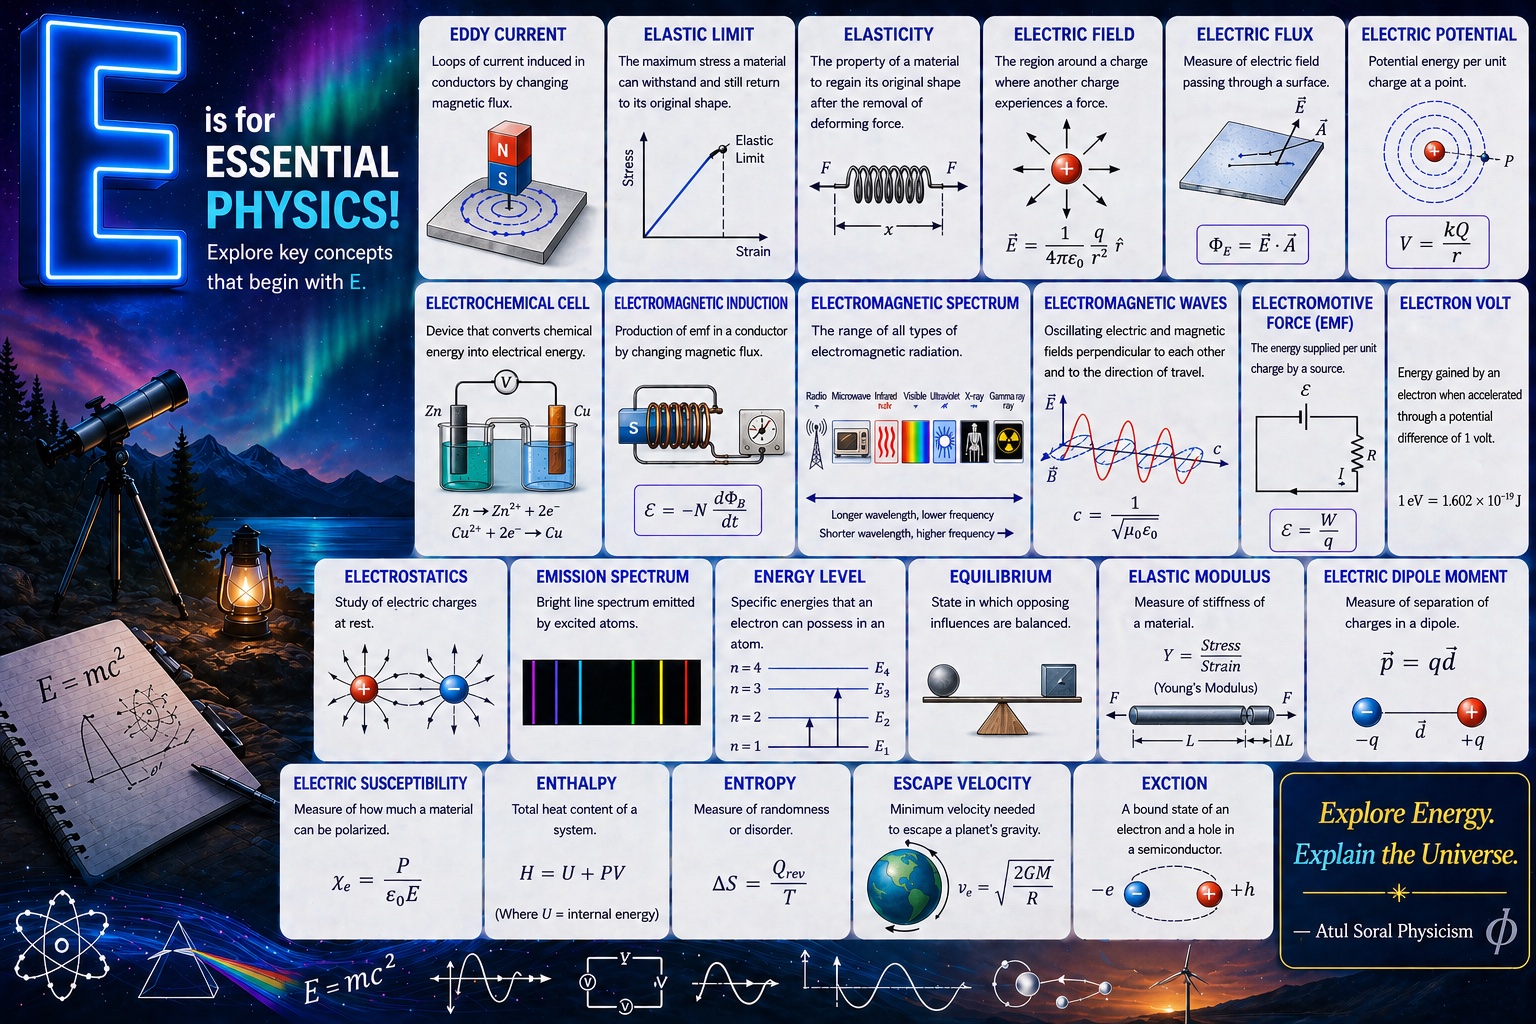 E
is for
ESSENTIAL
PHYSICS!
Explore key concepts
that begin with E.
EDDY CURRENT
Loops of current induced in
conductors by changing
magnetic flux.
N
S
ELASTIC LIMIT
The maximum stress a material
can withstand and still return
to its original shape.
Stress
Elastic
Limit
Strain
ELASTICITY
The property of a material
to regain its original shape
after the removal of
deforming force.
F F
x
ELECTRIC FIELD
The region around a charge
where another charge
experiences a force.
+
E⃗ = 1/4πε₀ q/r² r̂
ELECTRIC FLUX
Measure of electric field
passing through a surface.
E⃗
A⃗
Φ_E = E⃗ · A⃗
ELECTRIC POTENTIAL
Potential energy per unit
charge at a point.
+
P
V = kQ/r
ELECTROCHEMICAL CELL
Device that converts chemical
energy into electrical energy.
V
Zn Cu
Zn → Zn²⁺ + 2e⁻
Cu²⁺ + 2e⁻ → Cu
ELECTROMAGNETIC INDUCTION
Production of emf in a conductor
by changing magnetic flux.
S
ℰ = −N dΦ_B/dt
ELECTROMAGNETIC SPECTRUM
The range of all types of
electromagnetic radiation.
Radio Microwave Infrared Visible Ultraviolet X-ray Gamma ray
ray
Longer wavelength, lower frequency
Shorter wavelength, higher frequency →
ELECTROMAGNETIC WAVES
Oscillating electric and magnetic
fields perpendicular to each other
and to the direction of travel.
E⃗
B⃗
c
c = 1/√μ₀ε₀
ELECTROMOTIVE
FORCE (EMF)
The energy supplied per unit
charge by a source.
ℰ
R
I
ℰ = W/q
ELECTRON VOLT
Energy gained by an
electron when accelerated
through a potential
difference of 1 volt.
1 eV = 1.602 × 10⁻¹⁹ J
ELECTROSTATICS
Study of electric charges
at rest.
+ −
EMISSION SPECTRUM
Bright line spectrum emitted
by excited atoms.
ENERGY LEVEL
Specific energies that an
electron can possess in an
atom.
n = 4 E₄
n = 3 E₃
n = 2 E₂
n = 1 E₁
EQUILIBRIUM
State in which opposing
influences are balanced.
ELASTIC MODULUS
Measure of stiffness of
a material.
Y = Stress/Strain
(Young's Modulus)
F F
L ΔL
ELECTRIC DIPOLE MOMENT
Measure of separation of
charges in a dipole.
p⃗ = qd⃗
− +
−q d⃗ +q
ELECTRIC SUSCEPTIBILITY
Measure of how much a material
can be polarized.
χₑ = P/ε₀E
ENTHALPY
Total heat content of a
system.
H = U + PV
(Where U = internal energy)
ENTROPY
Measure of randomness
or disorder.
ΔS = Q_rev/T
ESCAPE VELOCITY
Minimum velocity needed
to escape a planet's gravity.
vₑ = √2GM/R
EXCTION
A bound state of an
electron and a hole in
a semiconductor.
−e − + +h
E = mc²
Explore Energy.
Explain the Universe.
— Atul Soral Physicism ϕ
E = mc²
V
V V
V